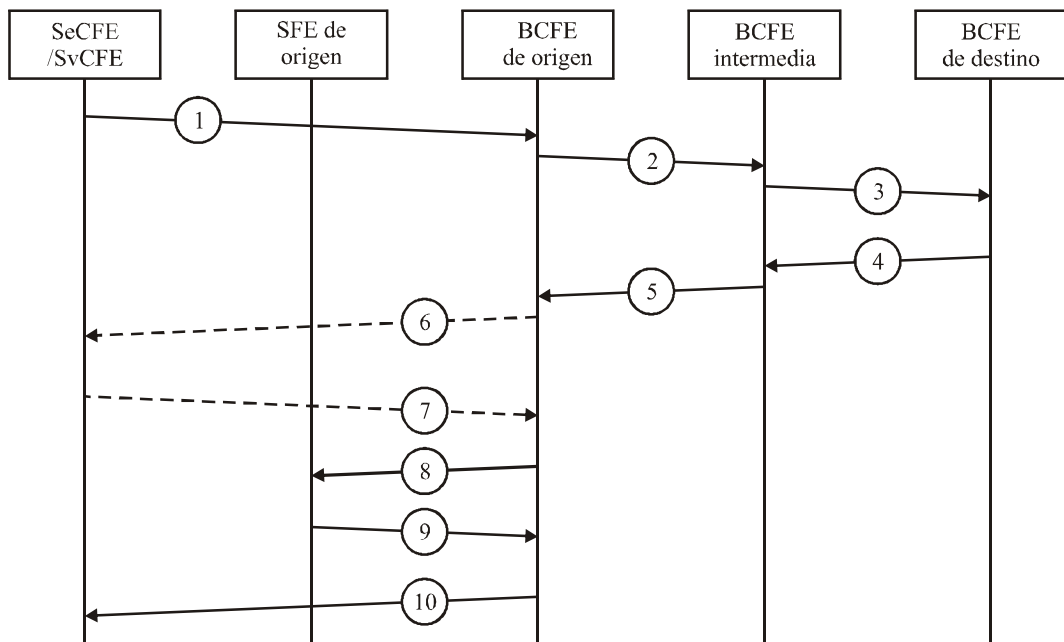 SeCFE
/SvCFE
SFE de
origen
BCFE
de origen
BCFE
intermedia
BCFE
de destino
1
2
3
4
5
6
7
8
9
10